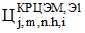 Ц КРЦЭМ, Э1 j, m, n, h, i